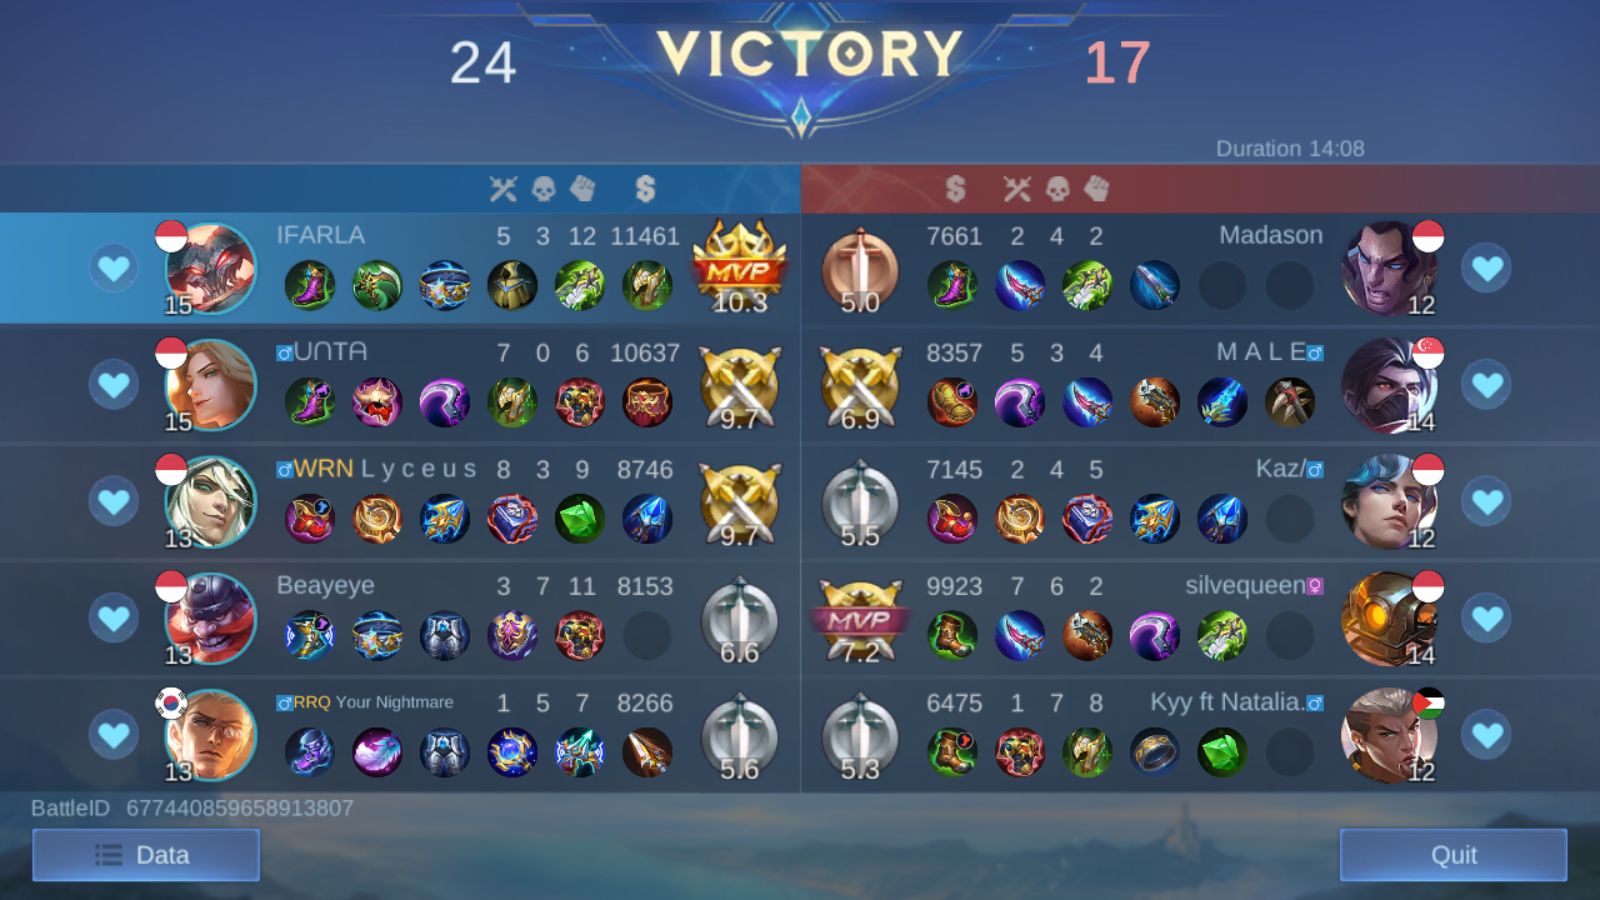 24 VICTORY 17
Duration 14:08
IFARLA 5 3 12 11461 MVP 10.3 15
5.0 7661 2 4 2 Madason 12
UNTA 7 0 6 10637 9.7 15
6.9 8357 5 3 4 M A L E 14
WRN L y c e u s 8 3 9 8746 9.7 13
5.5 7145 2 4 5 Kaz/ 12
Beayeye 3 7 11 8153 6.6 13
MVP 7.2 9923 7 6 2 silvequeen 14
RRQ Your Nightmare 1 5 7 8266 5.6 13
5.3 6475 1 7 8 Kyy ft Natalia. 12
BattleID 677440859658913807
Data
Quit